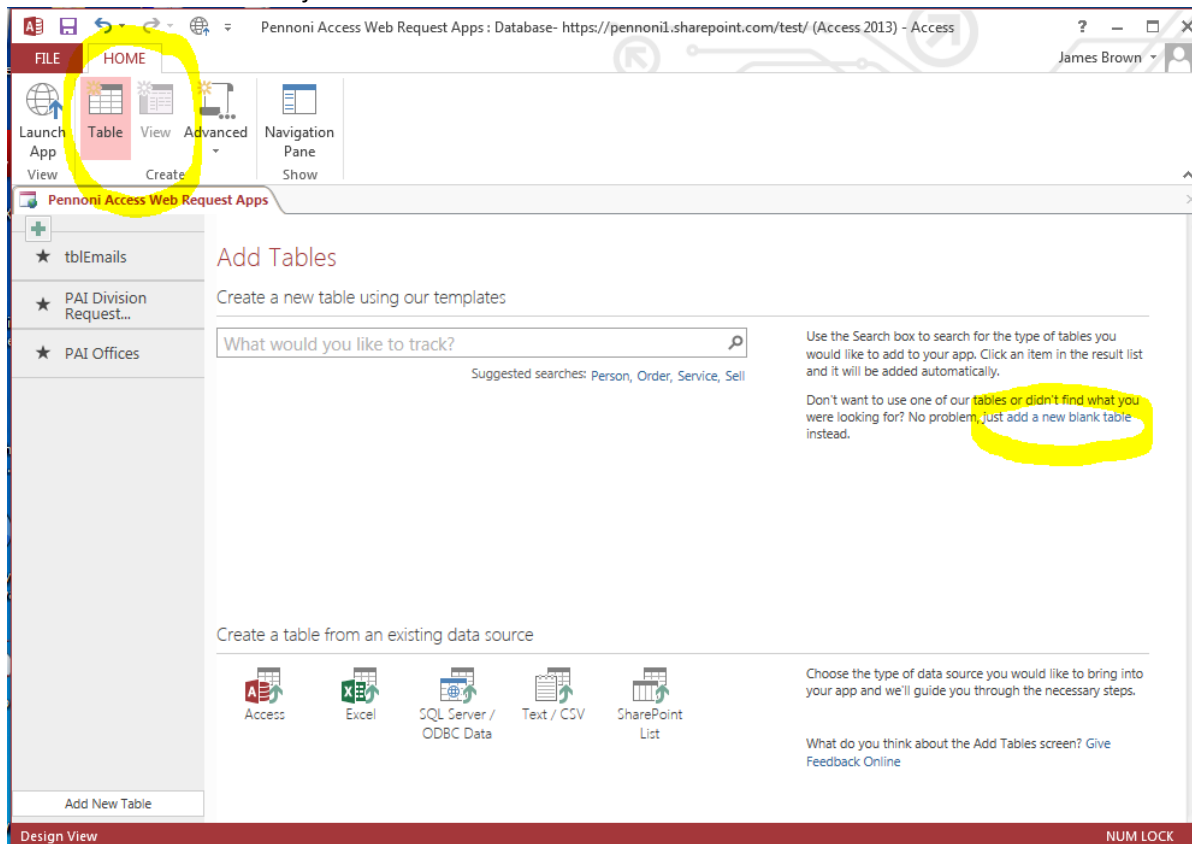 Pennoni Access Web Request Apps : Database- https://pennoni1.sharepoint.com/test/ (Access 2013) - Access
?
FILE
HOME
James Brown
Launch App
Table
View
Advanced
Navigation Pane
View
Create
Show
Pennoni Access Web Request Apps
tblEmails
PAI Division
Request...
PAI Offices
Add Tables
Create a new table using our templates
What would you like to track?
Suggested searches: Person, Order, Service, Sell
Use the Search box to search for the type of tables you
would like to add to your app. Click an item in the result list
and it will be added automatically.
Don't want to use one of our tables or didn't find what you
were looking for? No problem, just add a new blank table
instead.
Create a table from an existing data source
Access
Excel
SQL Server /
ODBC Data
Text / CSV
SharePoint
List
Choose the type of data source you would like to bring into
your app and we'll guide you through the necessary steps.
What do you think about the Add Tables screen? Give
Feedback Online
Add New Table
Design View
NUM LOCK